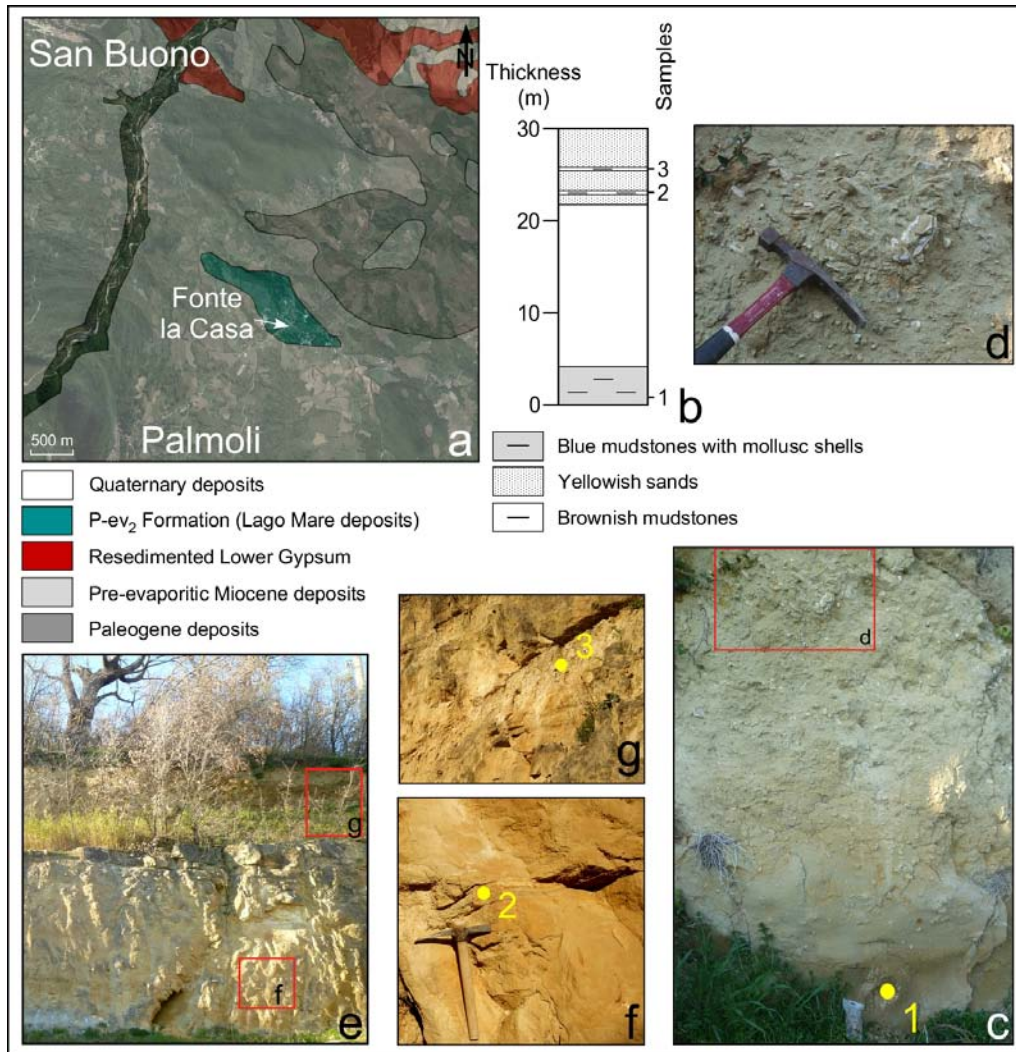 San Buono
N
Fonte
la Casa
500 m
Palmoli
a
Thickness
(m)
Samples
30
20
10
0
3
2
1
b
d
Blue mudstones with mollusc shells
Yellowish sands
Brownish mudstones
Quaternary deposits
P-ev2 Formation (Lago Mare deposits)
Resedimented Lower Gypsum
Pre-evaporitic Miocene deposits
Paleogene deposits
g
f
e
3
g
2
f
d
1
c